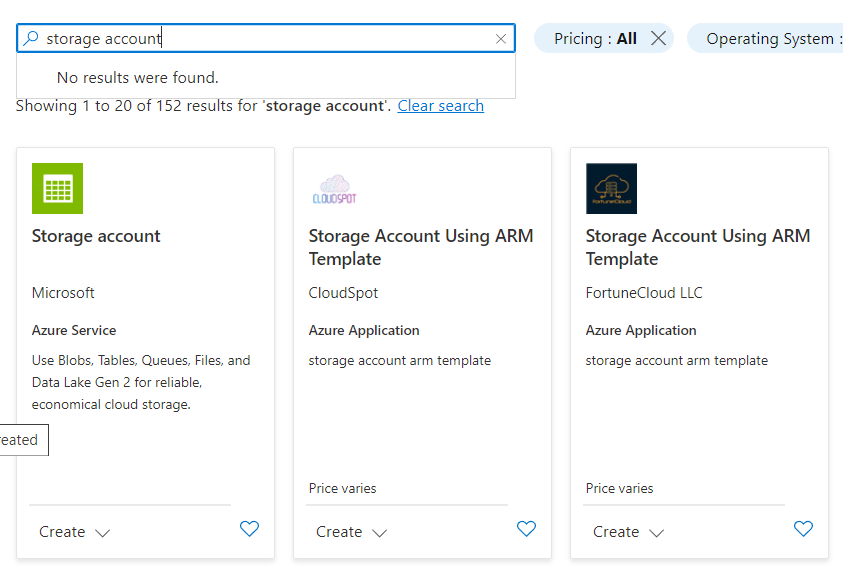 storage account
Pricing : All
Operating System :
No results were found.
Showing 1 to 20 of 152 results for 'storage account'. Clear search
Storage account
Microsoft
Azure Service
Use Blobs, Tables, Queues, Files, and
Data Lake Gen 2 for reliable,
economical cloud storage.
reated
Create
CLOUDSPOT
Storage Account Using ARM
Template
CloudSpot
Azure Application
storage account arm template
Price varies
Create
FortuneCloud
Storage Account Using ARM
Template
FortuneCloud LLC
Azure Application
storage account arm template
Price varies
Create